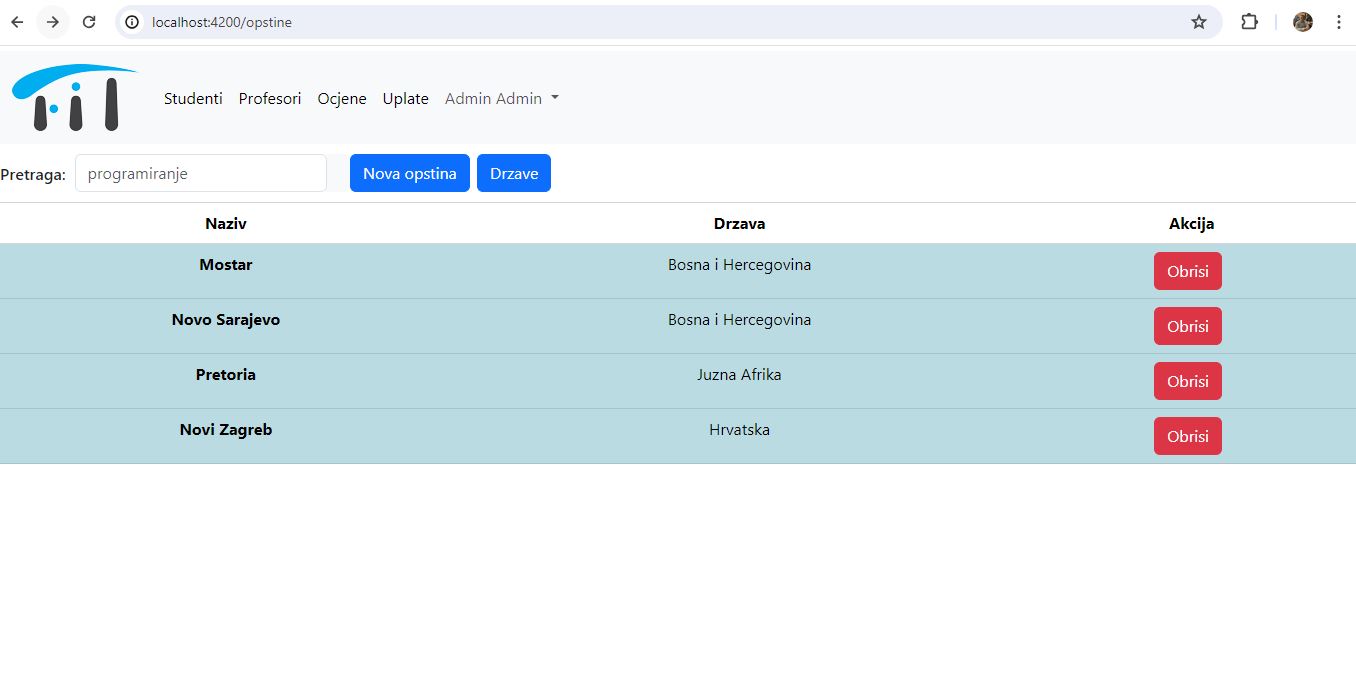 localhost:4200/opstine
FIT Studenti Profesori Ocjene Uplate Admin Admin
Pretraga: programiranje Nova opstina Drzave
Naziv Drzava Akcija
Mostar Bosna i Hercegovina Obrisi
Novo Sarajevo Bosna i Hercegovina Obrisi
Pretoria Juzna Afrika Obrisi
Novi Zagreb Hrvatska Obrisi